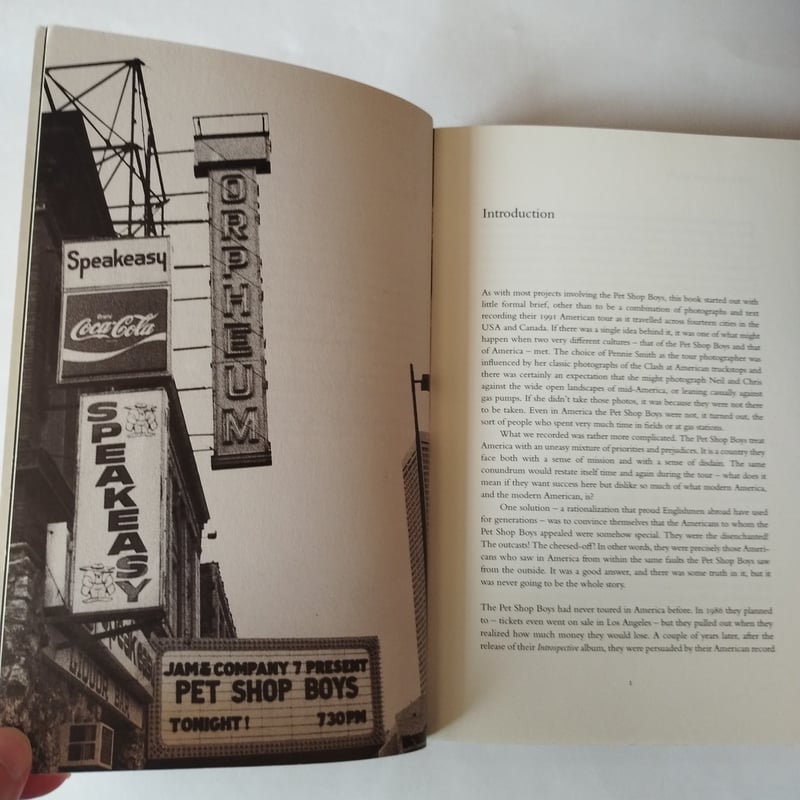 ORPHEUM
Speakeasy
Enjoy
Coca-Cola
SPEAKEASY
LIQUOR BAR
JAM & COMPANY 7 PRESENT
PET SHOP BOYS
TONIGHT! 730PM
Introduction
As with most projects involving the Pet Shop Boys, this book started out with
little formal brief, other than to be a combination of photographs and text
recording their 1991 American tour as it travelled across fourteen cities in the
USA and Canada. If there was a single idea behind it, it was one of what might
happen when two very different cultures – that of the Pet Shop Boys and that
of America – met. The choice of Pennie Smith as the tour photographer was
influenced by her classic photographs of the Clash at American truckstops and
there was certainly an expectation that she might photograph Neil and Chris
against the wide open landscapes of mid-America, or leaning casually against
gas pumps. If she didn't take those photos, it was because they were not there
to be taken. Even in America the Pet Shop Boys were not, it turned out, the
sort of people who spent very much time in fields or at gas stations.
What we recorded was rather more complicated. The Pet Shop Boys treat
America with an uneasy mixture of priorities and prejudices. It is a country they
face both with a sense of mission and with a sense of disdain. The same
conundrum would restate itself time and again during the tour – what does it
mean if they want success here but dislike so much of what modern America,
and the modern American, is?
One solution – a rationalization that proud Englishmen abroad have used
for generations – was to convince themselves that the Americans to whom the
Pet Shop Boys appealed were somehow special. They were the disenchanted!
The outcasts! The cheesed-off! In other words, they were precisely those Ameri-
cans who saw in America from within the same faults the Pet Shop Boys saw
from the outside. It was a good answer, and there was some truth in it, but it
was never going to be the whole story.
The Pet Shop Boys had never toured in America before. In 1986 they planned
to – tickets even went on sale in Los Angeles – but they pulled out when they
realized how much money they would lose. A couple of years later, after the
release of their Introspective album, they were persuaded by their American record